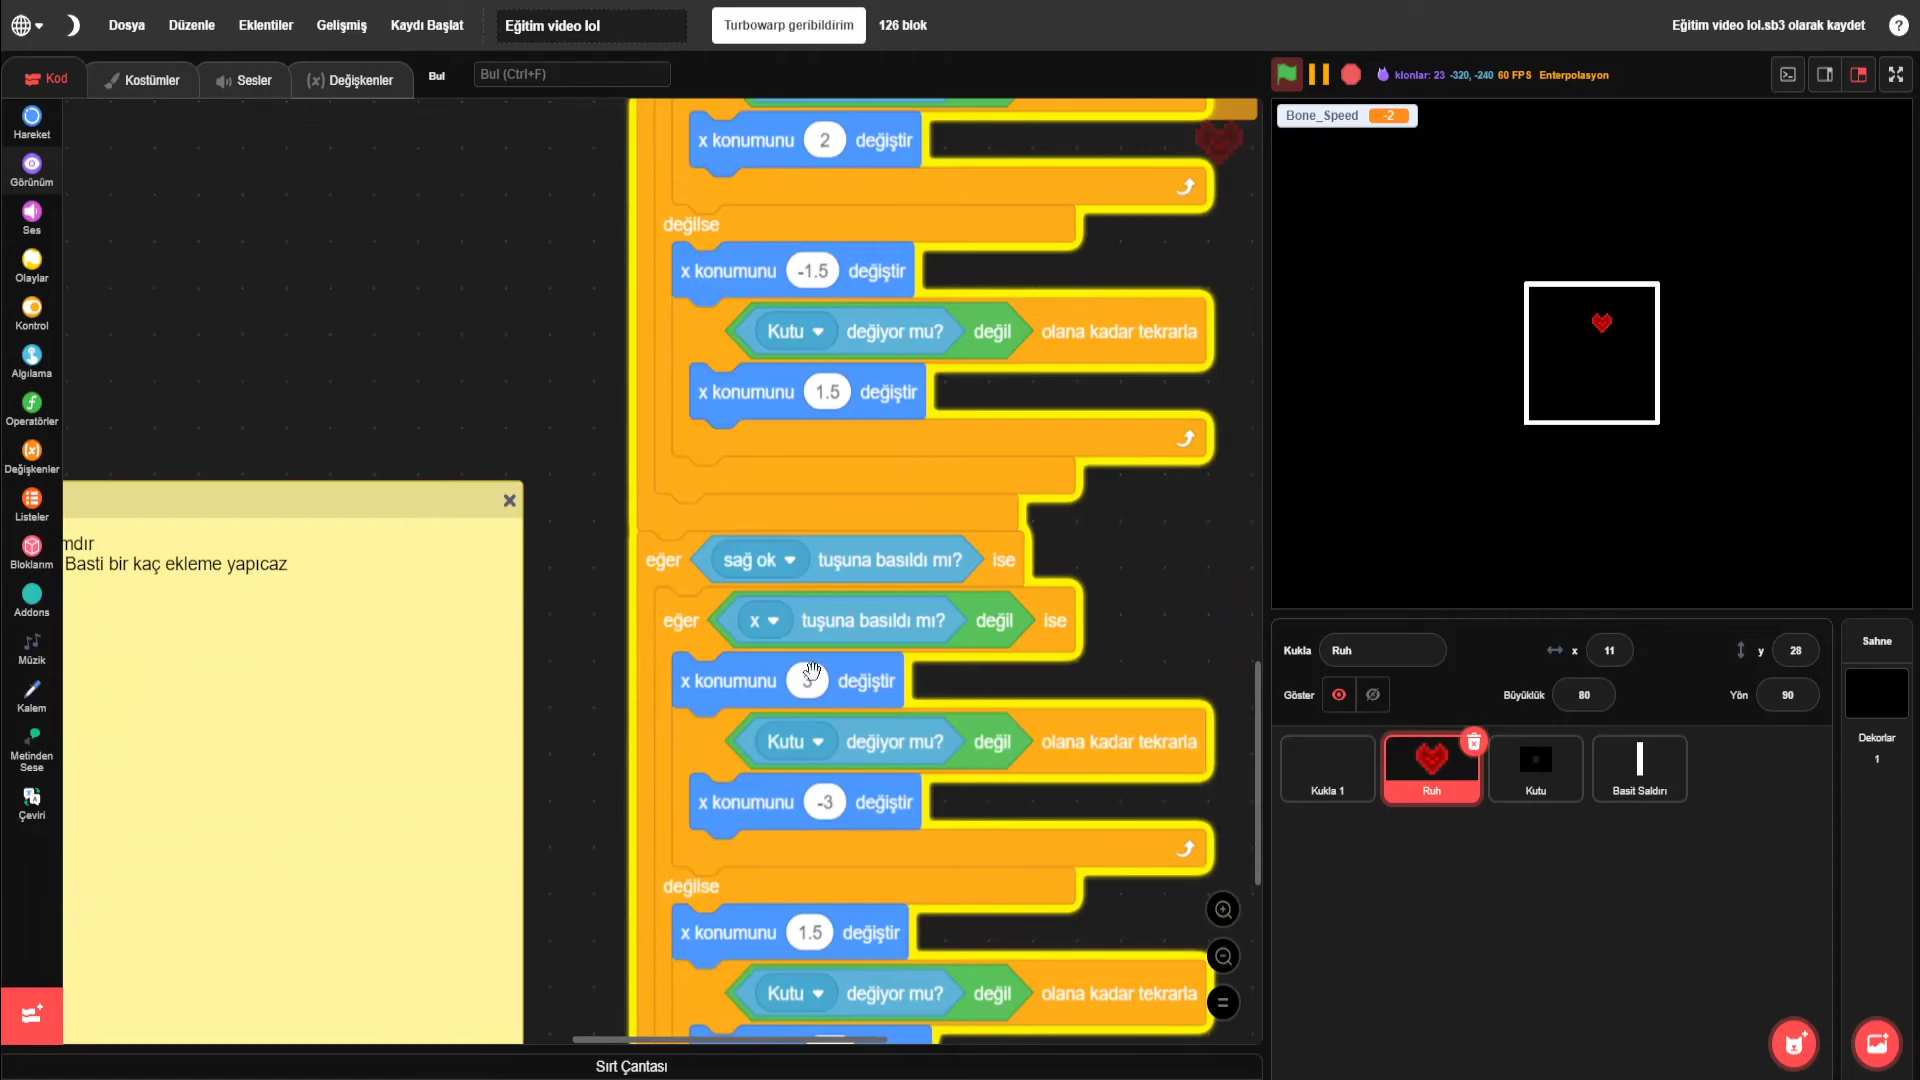 Dosya
Düzenle
Eklentiler
Gelişmiş
Kaydı Başlat
Eğitim video lol
Turbowarp geribildirim
126 blok
Eğitim video lol.sb3 olarak kaydet
?
Kod
Kostümler
Sesler
Değişkenler
Bul
Bul (Ctrl+F)
klonlar: 23 -320, -240 60 FPS Enterpolasyon
Hareket
Görünüm
Ses
Olaylar
Kontrol
Algılama
Operatörler
Değişkenler
Listeler
Bloklarım
Addons
Müzik
Kalem
Metinden
Sese
Çeviri
mdır
Basti bir kaç ekleme yapıcaz
x konumunu 2 değiştir
değilse
x konumunu -1.5 değiştir
Kutu değiyor mu? değil olana kadar tekrarla
x konumunu 1.5 değiştir
eğer sağ ok tuşuna basıldı mı? ise
eğer x tuşuna basıldı mı? değil ise
x konumunu 3 değiştir
Kutu değiyor mu? değil olana kadar tekrarla
x konumunu -3 değiştir
değilse
x konumunu 1.5 değiştir
Kutu değiyor mu? değil olana kadar tekrarla
Sırt Çantası
Bone_Speed -2
Kukla Ruh x 11 y 28
Göster Büyüklük 80 Yön 90
Kukla 1
Ruh
Kutu
Basit Saldırı
Sahne
Dekorlar
1